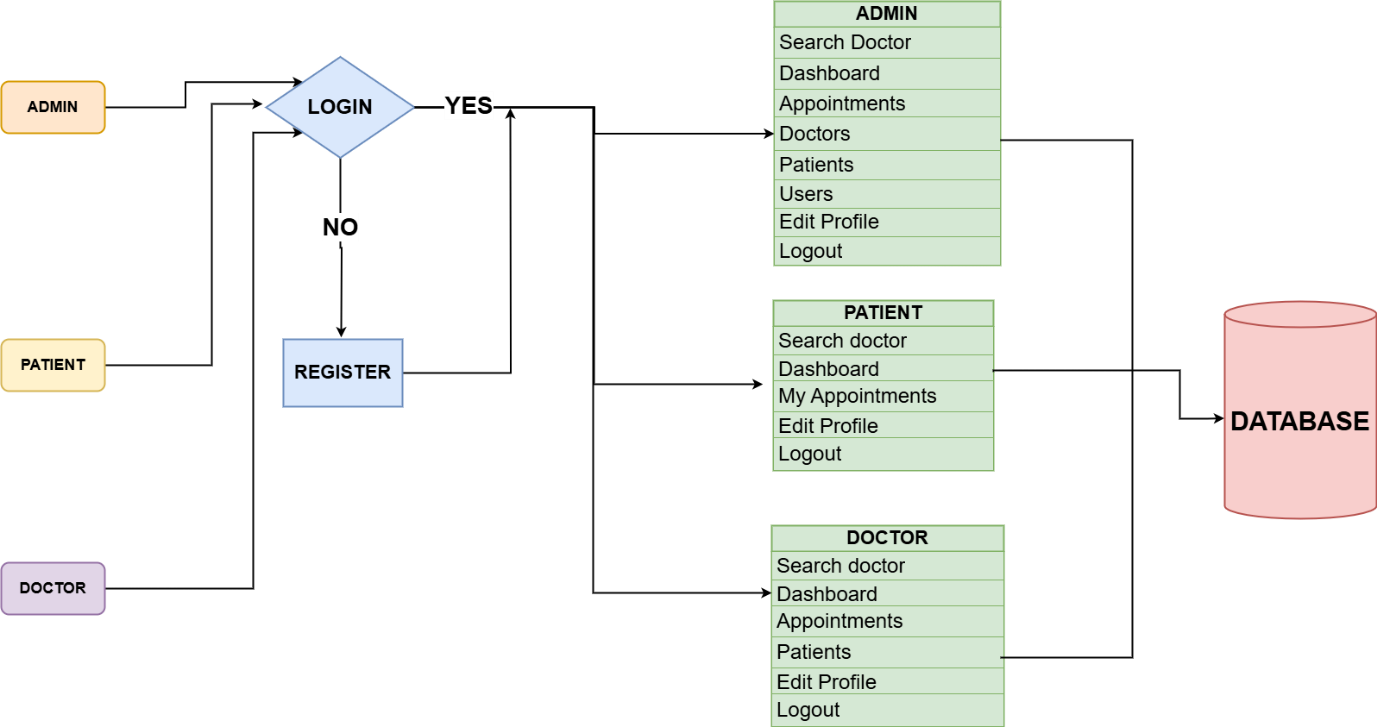 ADMIN
PATIENT
DOCTOR
LOGIN
YES
NO
REGISTER
ADMIN
Search Doctor
Dashboard
Appointments
Doctors
Patients
Users
Edit Profile
Logout
PATIENT
Search doctor
Dashboard
My Appointments
Edit Profile
Logout
DOCTOR
Search doctor
Dashboard
Appointments
Patients
Edit Profile
Logout
DATABASE